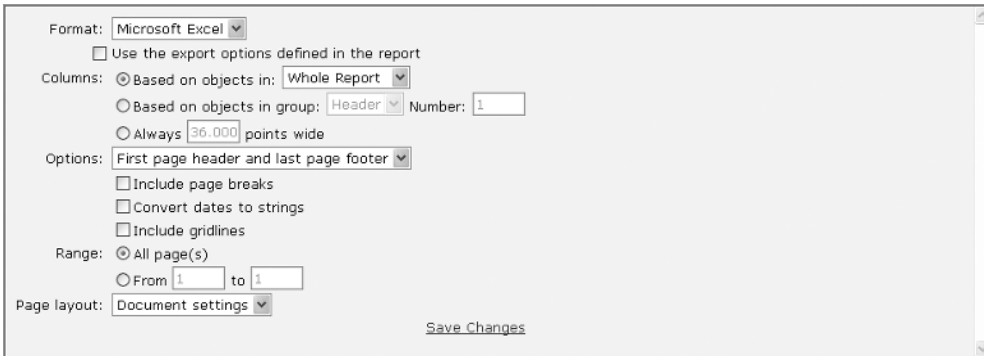 Format: Microsoft Excel
Use the export options defined in the report
Columns: Based on objects in: Whole Report
Based on objects in group: Header Number: 1
Always 36.000 points wide
Options: First page header and last page footer
Include page breaks
Convert dates to strings
Include gridlines
Range: All page(s)
From 1 to 1
Page layout: Document settings
Save Changes